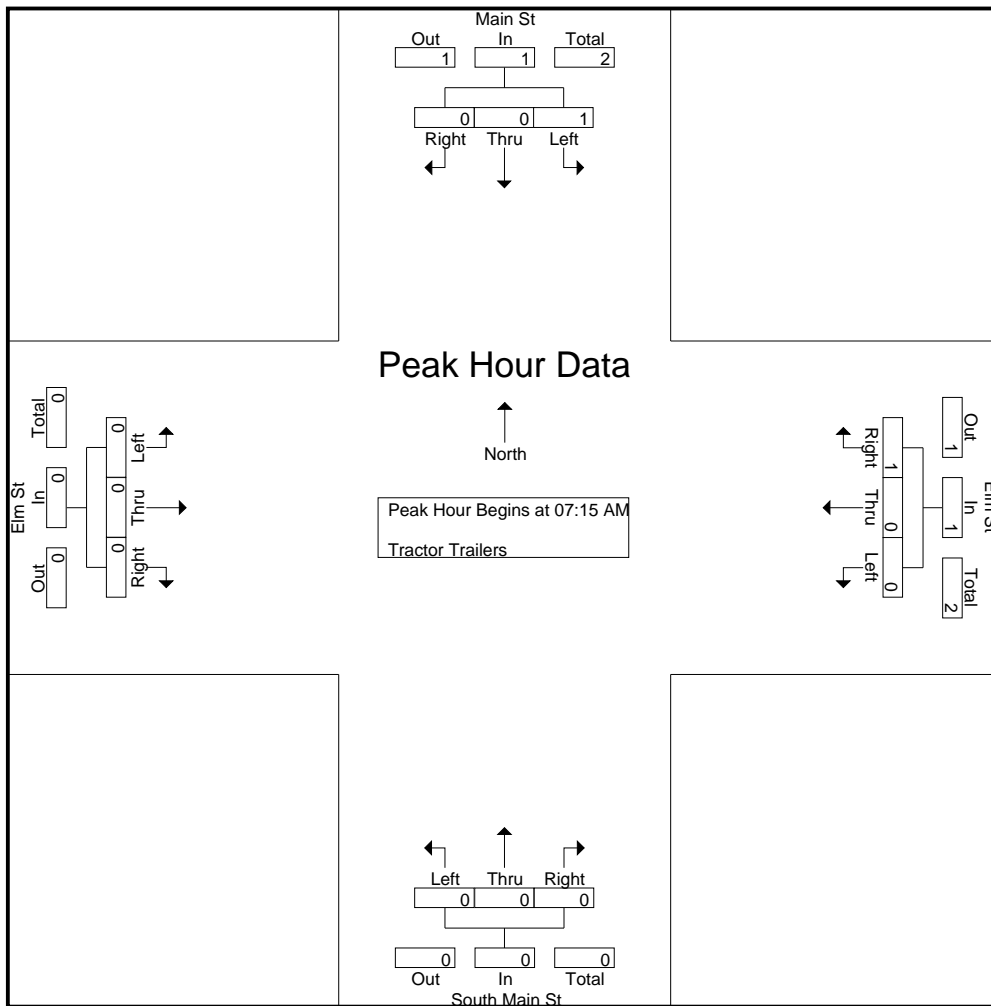 Main St
Out In Total
1 1 2
0 0 1
Right Thru Left
Peak Hour Data
North
Peak Hour Begins at 07:15 AM
Tractor Trailers
Elm St
Total In Out
0 0 0
0 0 0
Left Thru Right
Right Thru Left
1 0 0
Out In Total
1 1 2
Elm St
Left Thru Right
0 0 0
0 0 0
Out In Total
South Main St